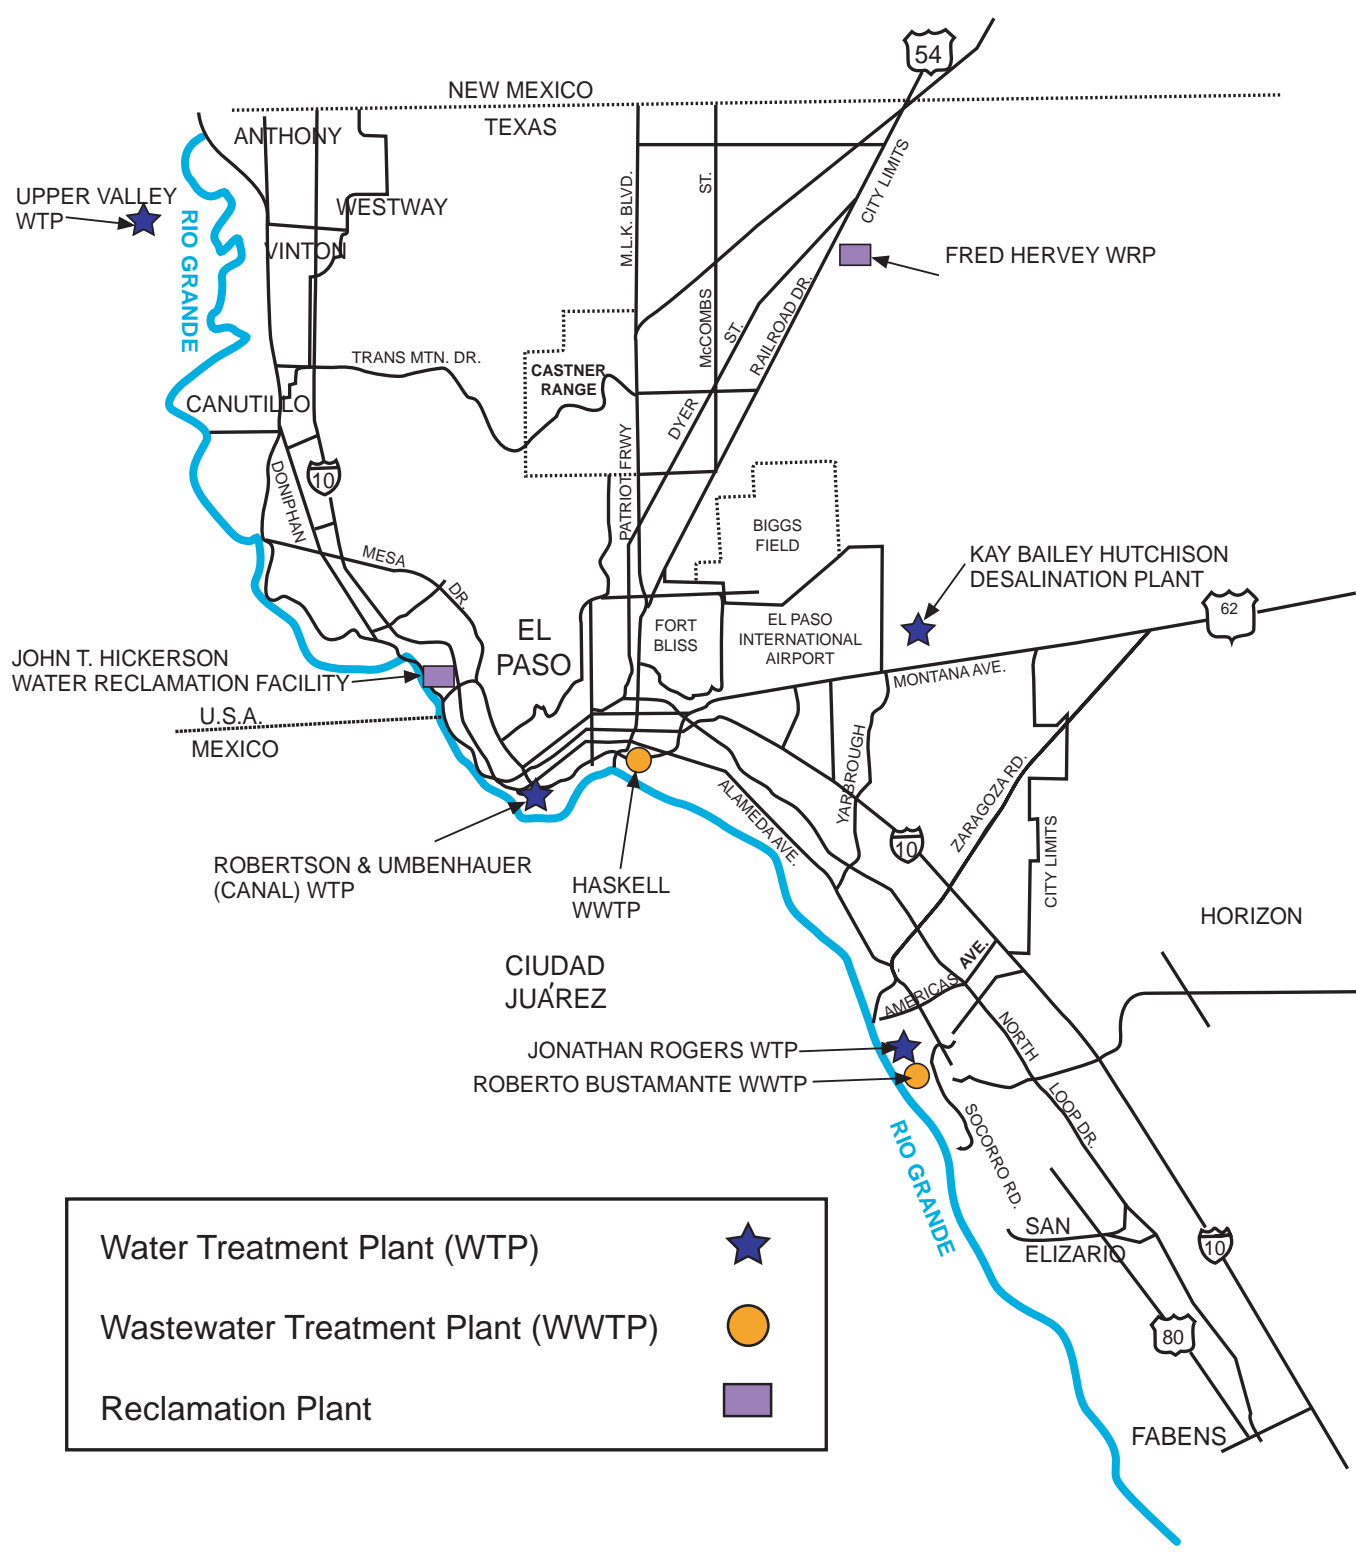 54
NEW MEXICO
TEXAS
ANTHONY
UPPER VALLEY
WTP
WESTWAY
VINTON
RIO GRANDE
M.L.K. BLVD.
ST.
McCOMBS
CITY LIMITS
FRED HERVEY WRP
RAILROAD DR.
ST.
DYER
TRANS MTN. DR.
CASTNER
RANGE
CANUTILLO
DONIPHAN
10
PATRIOT FRWY
BIGGS
FIELD
MESA
DR.
KAY BAILEY HUTCHISON
DESALINATION PLANT
62
EL
PASO
FORT
BLISS
EL PASO
INTERNATIONAL
AIRPORT
MONTANA AVE.
JOHN T. HICKERSON
WATER RECLAMATION FACILITY
U.S.A.
MEXICO
YARBROUGH
ALAMEDA AVE.
ZARAGOZA RD.
10
CITY LIMITS
ROBERTSON & UMBENHAUER
(CANAL) WTP
HASKELL
WWTP
HORIZON
CIUDAD
JUÁREZ
AMERICAS
AVE.
JONATHAN ROGERS WTP
ROBERTO BUSTAMANTE WWTP
NORTH
LOOP DR.
SOCORRO RD.
RIO GRANDE
SAN
ELIZARIO
10
80
FABENS
Water Treatment Plant (WTP)
Wastewater Treatment Plant (WWTP)
Reclamation Plant